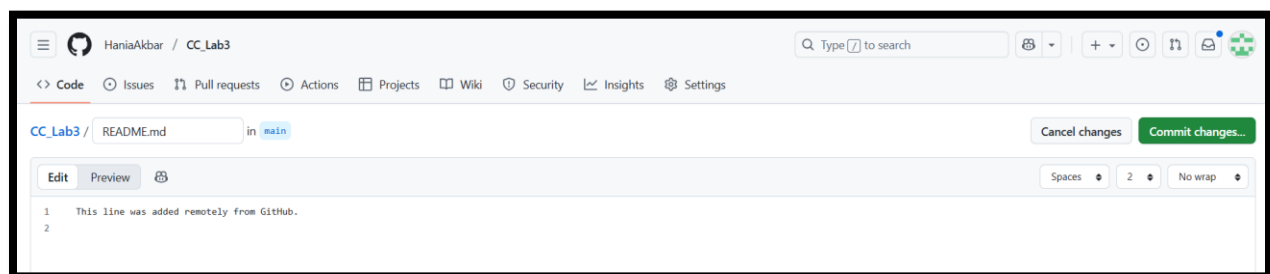 HaniaAkbar / CC_Lab3
Type / to search
<> Code Issues Pull requests Actions Projects Wiki Security Insights Settings
CC_Lab3 / README.md in main
Cancel changes Commit changes...
Edit Preview
Spaces 2 No wrap
1 This line was added remotely from GitHub.
2